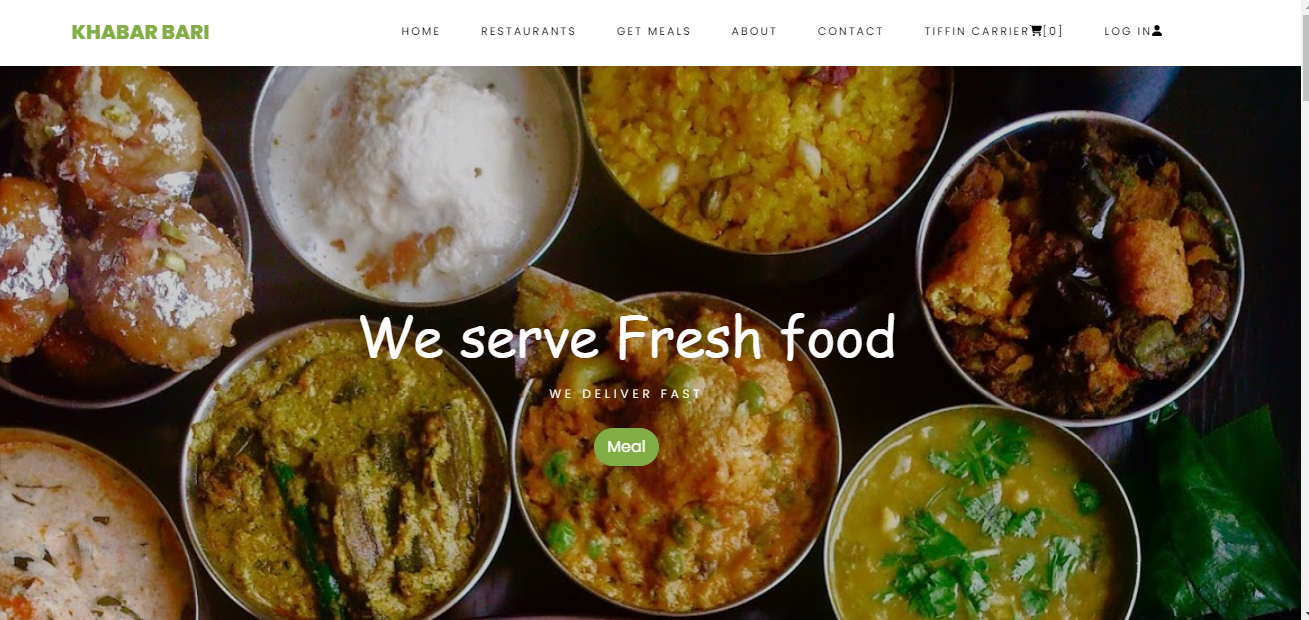 KHABAR BARI
HOME RESTAURANTS GET MEALS ABOUT CONTACT TIFFIN CARRIER[0] LOG IN
We serve Fresh food
WE DELIVER FAST
Meal